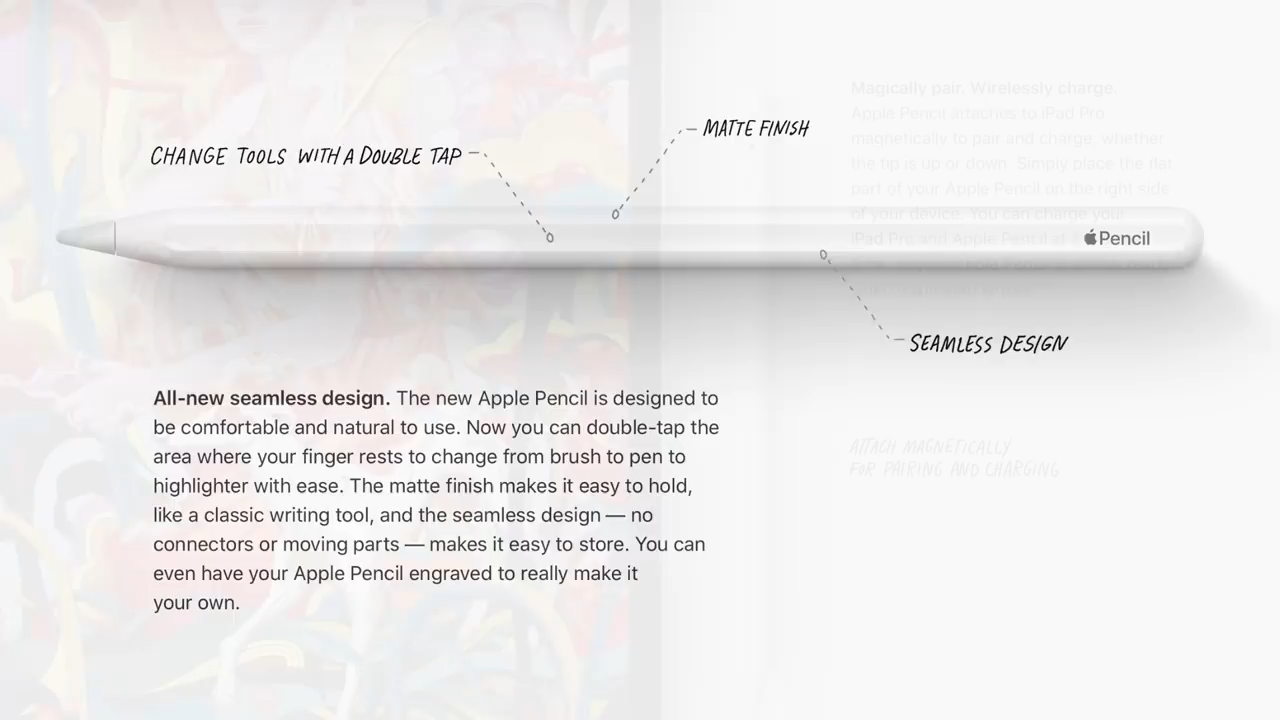 MATTE FINISH
CHANGE TOOLS WITH A DOUBLE TAP
Pencil
SEAMLESS DESIGN
All-new seamless design. The new Apple Pencil is designed to
be comfortable and natural to use. Now you can double-tap the
area where your finger rests to change from brush to pen to
highlighter with ease. The matte finish makes it easy to hold,
like a classic writing tool, and the seamless design — no
connectors or moving parts — makes it easy to store. You can
even have your Apple Pencil engraved to really make it
your own.
Magically pair. Wirelessly charge.
Apple Pencil attaches to iPad Pro
magnetically to pair and charge, whether
the tip is up or down. Simply place the flat
part of your Apple Pencil on the right side
of your device. You can charge your
iPad Pro and Apple Pencil at
ATTACH MAGNETICALLY
FOR PAIRING AND CHARGING